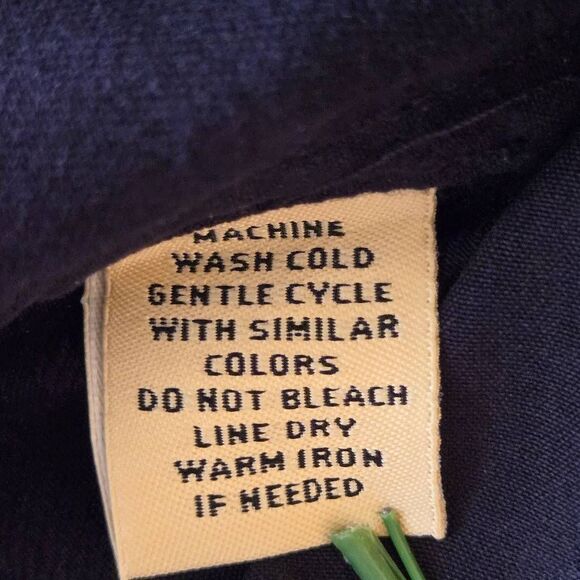 MACHINE
WASH COLD
GENTLE CYCLE
WITH SIMILAR
COLORS
DO NOT BLEACH
LINE DRY
WARM IRON
IF NEEDED